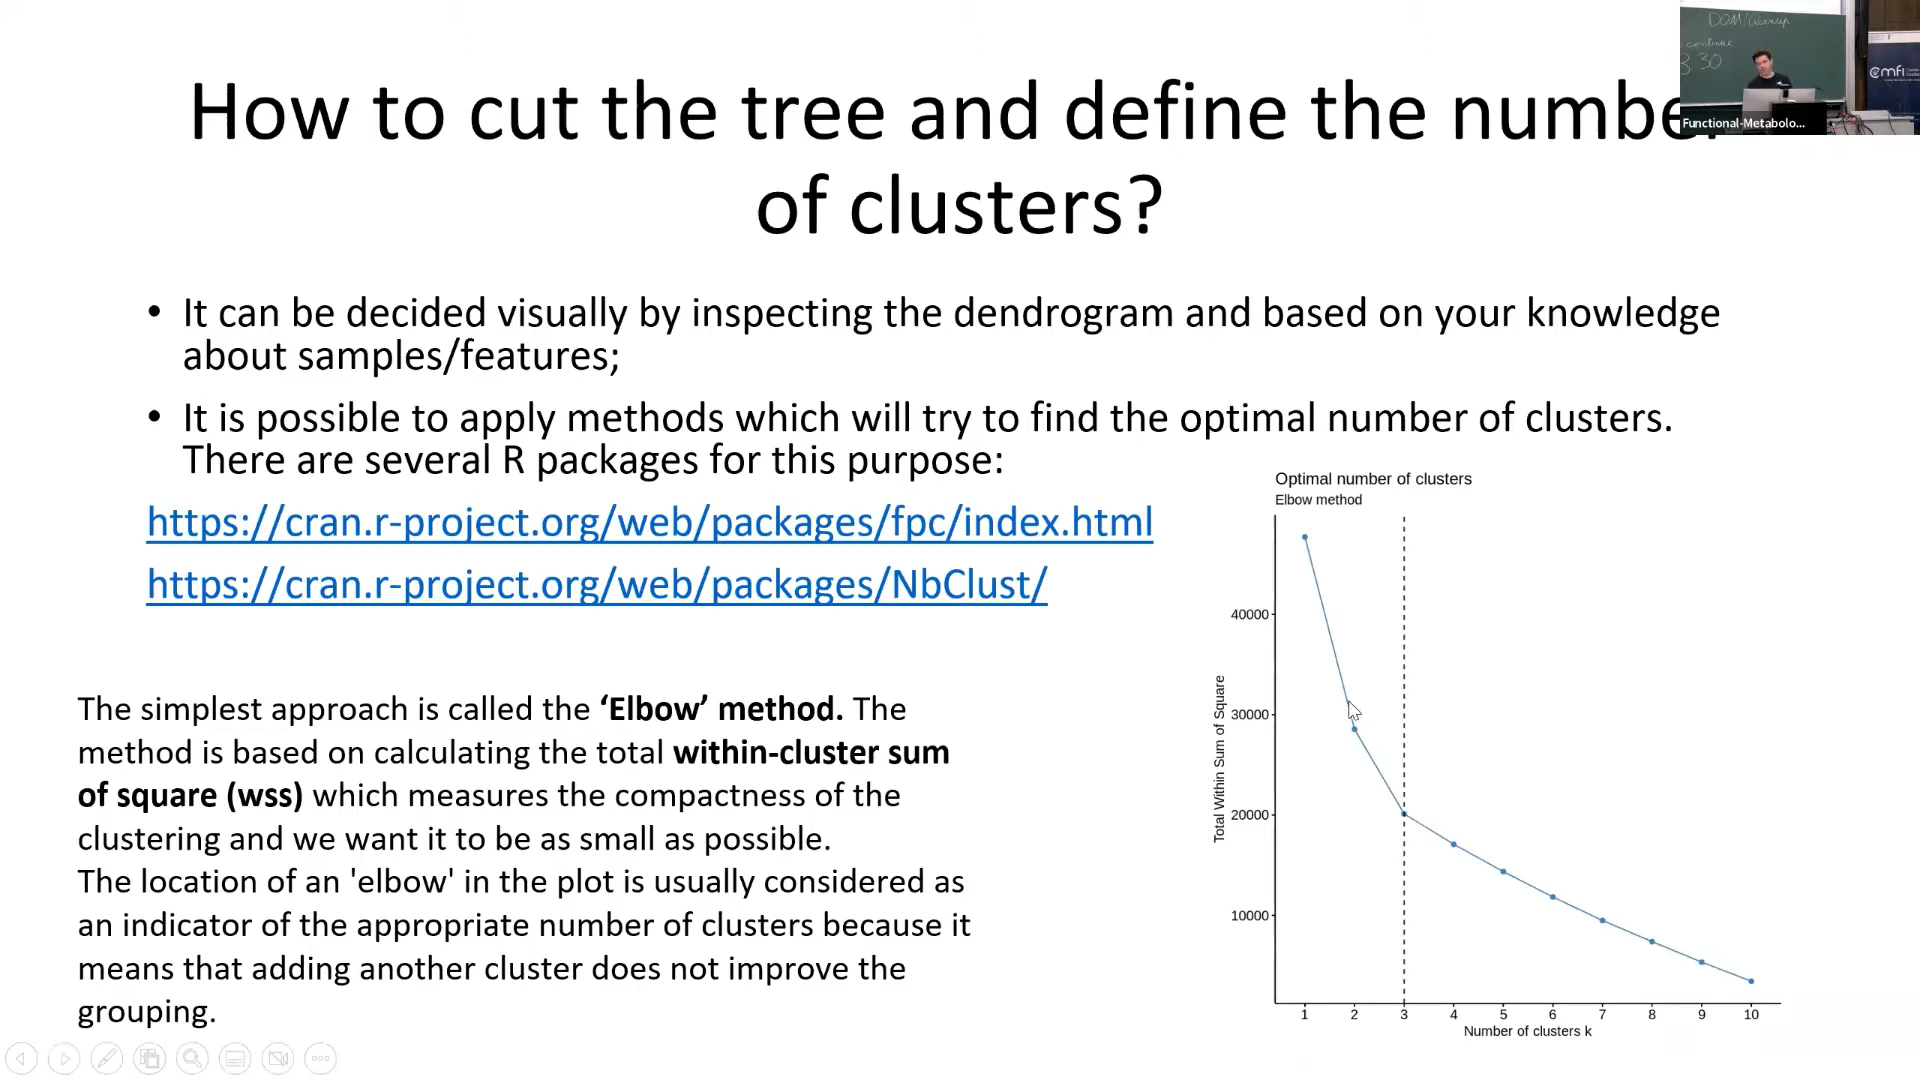 How to cut the tree and define the number
of clusters?
• It can be decided visually by inspecting the dendrogram and based on your knowledge
about samples/features;
• It is possible to apply methods which will try to find the optimal number of clusters.
There are several R packages for this purpose:
https://cran.r-project.org/web/packages/fpc/index.html
https://cran.r-project.org/web/packages/NbClust/
The simplest approach is called the ‘Elbow’ method. The
method is based on calculating the total within-cluster sum
of square (wss) which measures the compactness of the
clustering and we want it to be as small as possible.
The location of an 'elbow' in the plot is usually considered as
an indicator of the appropriate number of clusters because it
means that adding another cluster does not improve the
grouping.
Optimal number of clusters
Elbow method
Total Within Sum of Square
40000
30000
20000
10000
1 2 3 4 5 6 7 8 9 10
Number of clusters k
DOM
continue
3.30
cmfi
Functional-Metabolo...